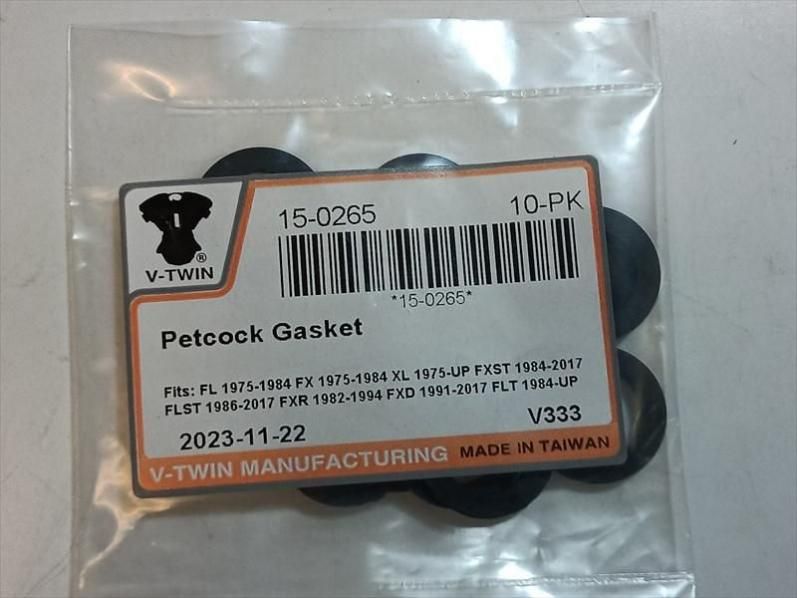 15-0265 10-PK
® 
V-TWIN
*15-0265*
Petcock Gasket
Fits: FL 1975-1984 FX 1975-1984 XL 1975-UP FXST 1984-2017
FLST 1986-2017 FXR 1982-1994 FXD 1991-2017 FLT 1984-UP
2023-11-22 V333
V-TWIN MANUFACTURING MADE IN TAIWAN